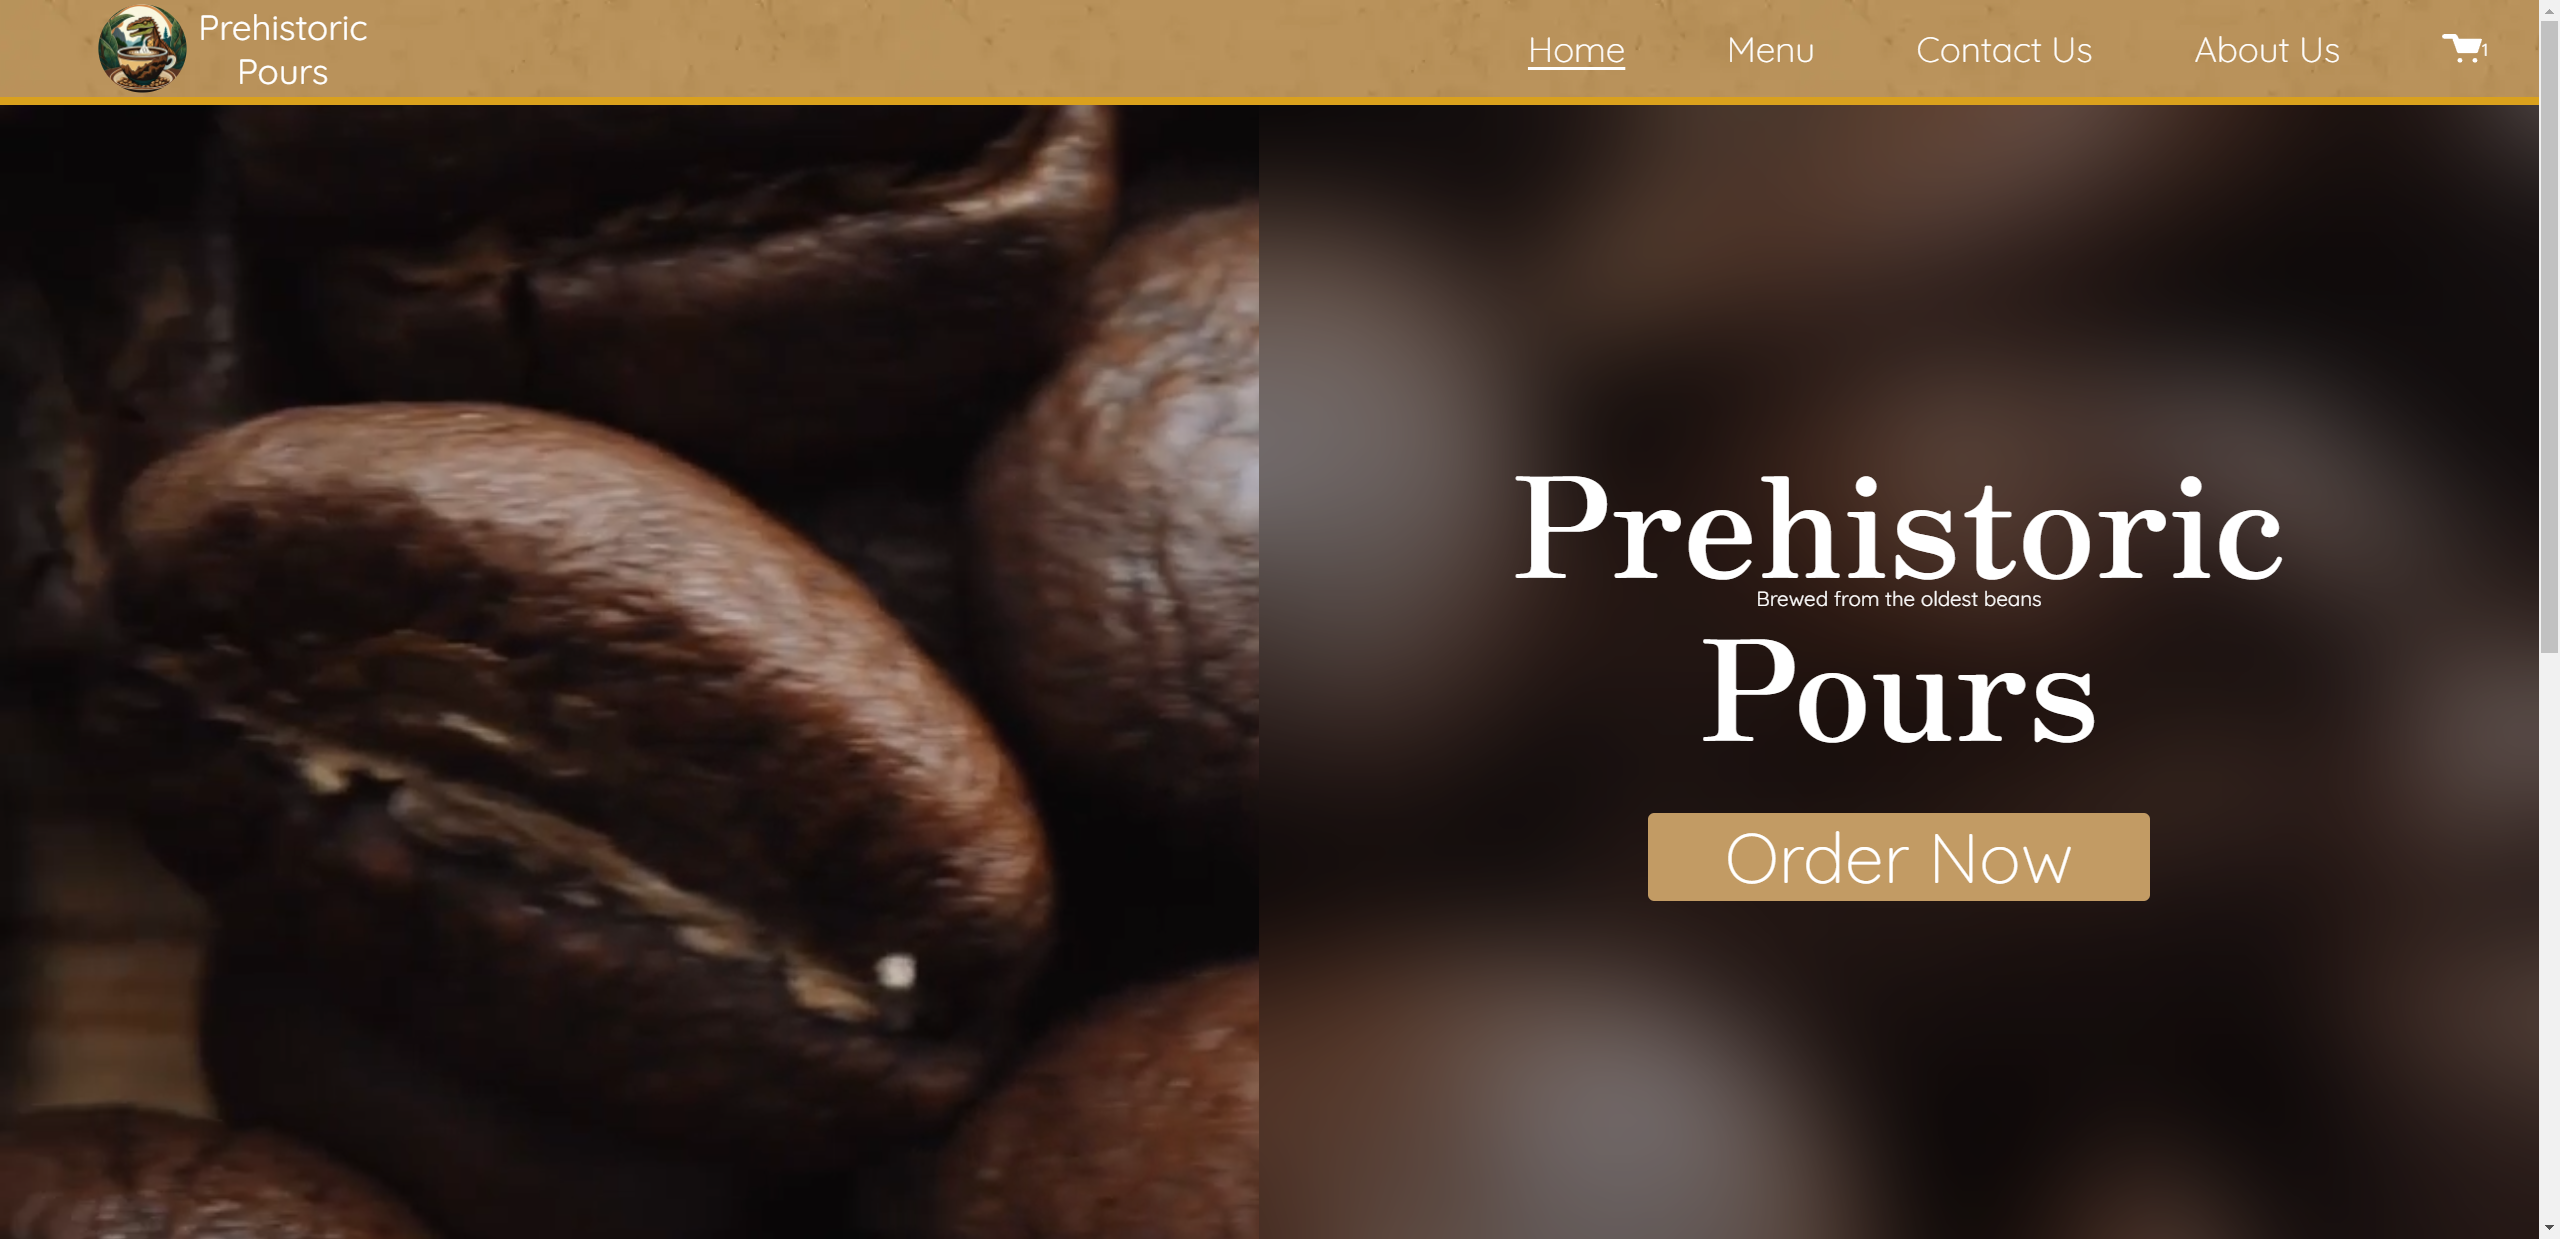 Prehistoric
Pours
Home
Menu
Contact Us
About Us
1
Prehistoric
Brewed from the oldest beans
Pours
Order Now